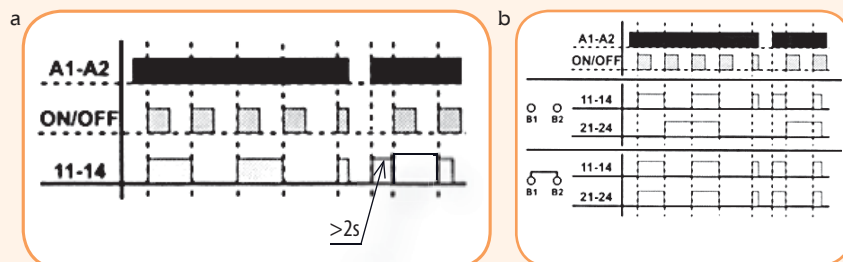 a
A1-A2
ON/OFF
11-14
>2s
b
A1-A2
ON/OFF
11-14
B1 B2
21-24
11-14
B1 B2
21-24